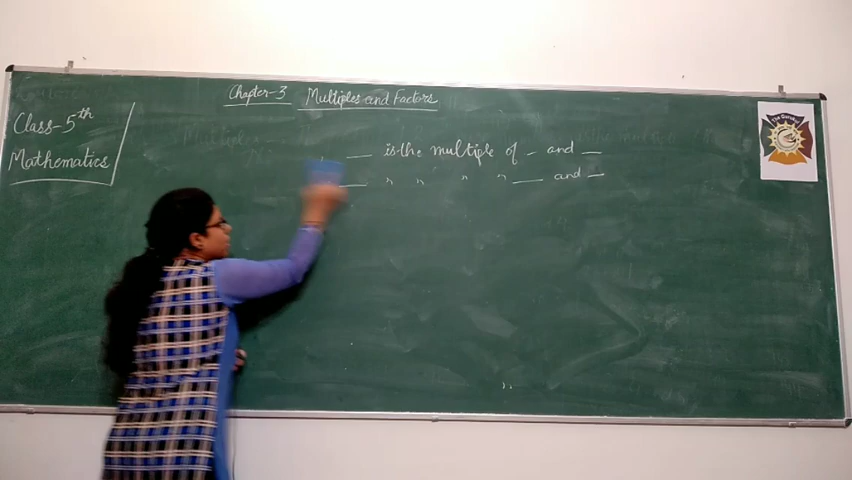 Chapter-3 Multiples and Factors
Class-5th
Mathematics
__ is the multiple of _ and __
__ " " " " __ and __